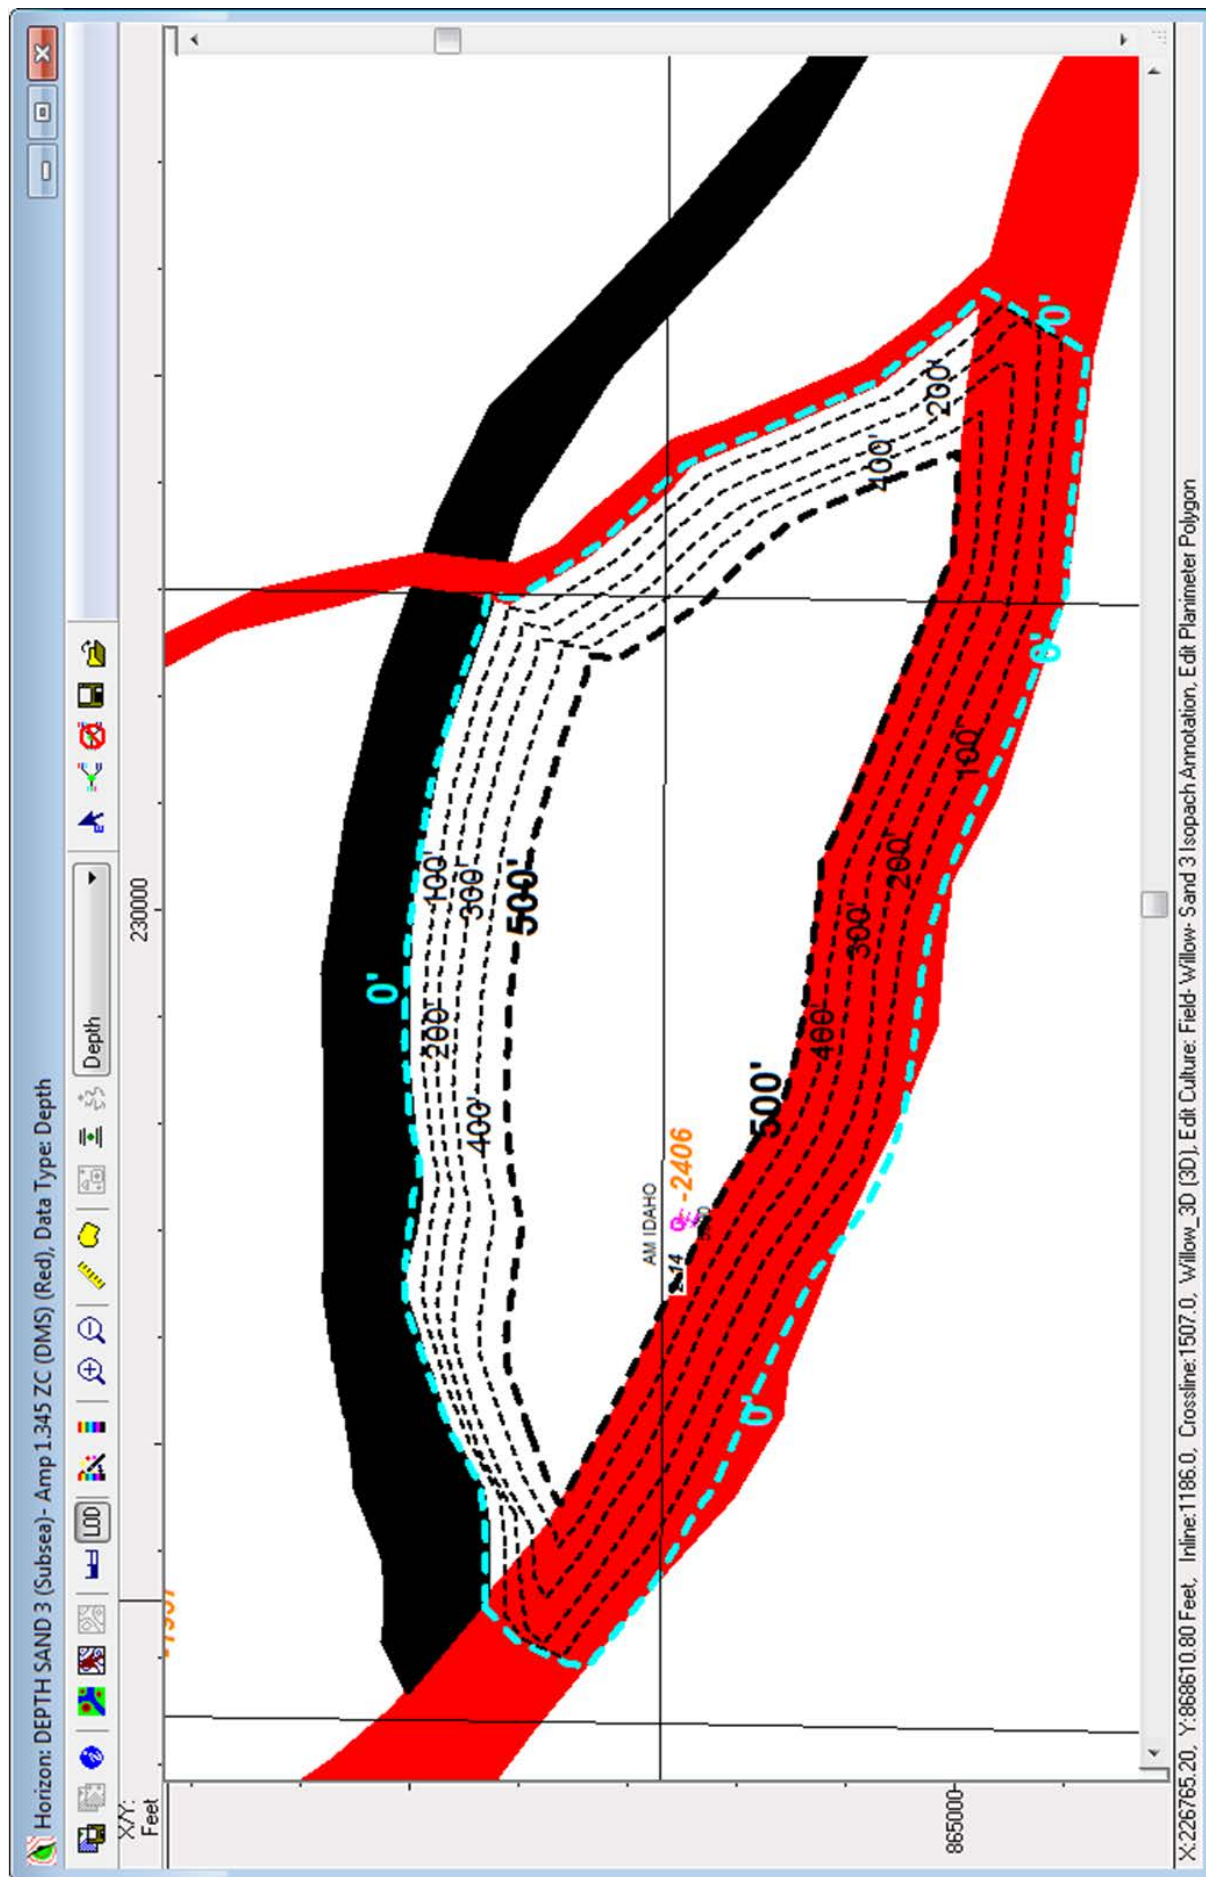 Horizon: DEPTH SAND 3 (Subsea)- Amp 1.345 ZC (DMS) (Red), Data Type: Depth
LOD
Depth
X/Y:
Feet
230000
865000
0'
100'
200'
300'
400'
500'
AM IDAHO
-2406
500'
400'
300'
200'
100'
0'
0'
400'
200'
0'
X:226765.20, Y:868610.80 Feet, Inline:1186.0, Crossline:1507.0, Willow_3D (3D), Edit Culture: Field- Willow- Sand 3 Isopach Annotation, Edit Planimeter Polygon